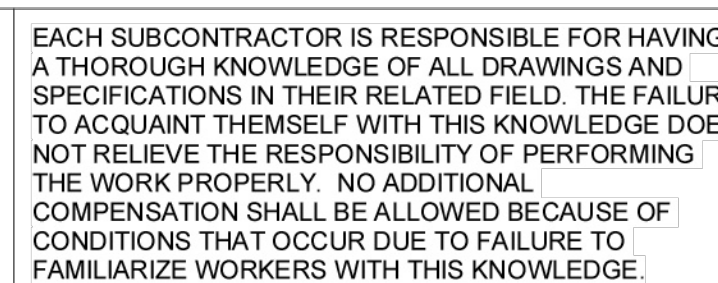 EACH SUBCONTRACTOR IS RESPONSIBLE FOR HAVING
A THOROUGH KNOWLEDGE OF ALL DRAWINGS AND
SPECIFICATIONS IN THEIR RELATED FIELD. THE FAILUR
TO ACQUAINT THEMSELF WITH THIS KNOWLEDGE DOE
NOT RELIEVE THE RESPONSIBILITY OF PERFORMING
THE WORK PROPERLY.  NO ADDITIONAL
COMPENSATION SHALL BE ALLOWED BECAUSE OF
CONDITIONS THAT OCCUR DUE TO FAILURE TO
FAMILIARIZE WORKERS WITH THIS KNOWLEDGE.